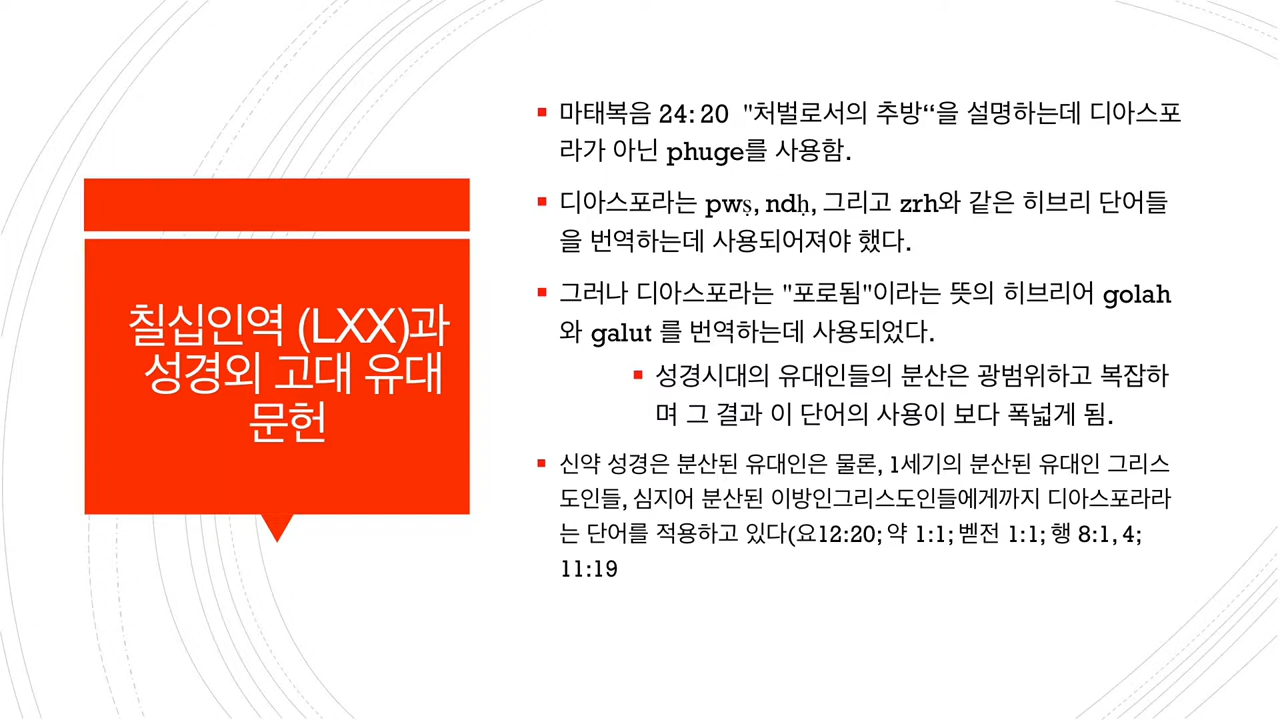 칠십인역 (LXX)과
성경외 고대 유대
문헌
마태복음 24: 20 "처벌로서의 추방“을 설명하는데 디아스포
라가 아닌 phuge를 사용함.
디아스포라는 pwṣ, ndḥ, 그리고 zrh와 같은 히브리 단어들
을 번역하는데 사용되어져야 했다.
그러나 디아스포라는 "포로됨"이라는 뜻의 히브리어 golah
와 galut 를 번역하는데 사용되었다.
성경시대의 유대인들의 분산은 광범위하고 복잡하
며 그 결과 이 단어의 사용이 보다 폭넓게 됨.
신약 성경은 분산된 유대인은 물론, 1세기의 분산된 유대인 그리스
도인들, 심지어 분산된 이방인그리스도인들에게까지 디아스포라라
는 단어를 적용하고 있다(요12:20; 약 1:1; 벧전 1:1; 행 8:1, 4;
11:19